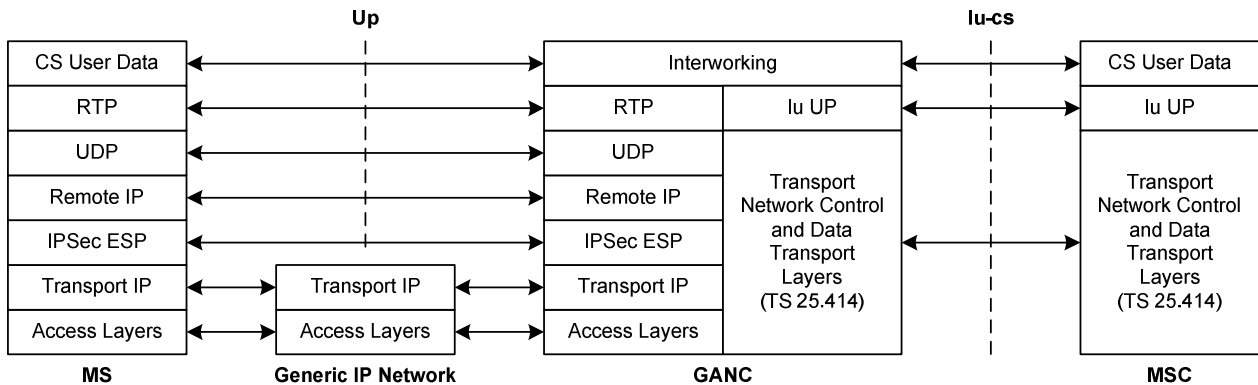 Up
Iu-cs
CS User Data
Interworking
CS User Data
RTP
RTP
Iu UP
Iu UP
UDP
UDP
Remote IP
Remote IP
IPSec ESP
IPSec ESP
Transport
Network Control
and Data
Transport
Layers
(TS 25.414)
Transport
Network Control
and Data
Transport
Layers
(TS 25.414)
Transport IP
Transport IP
Transport IP
Access Layers
Access Layers
Access Layers
MS
Generic IP Network
GANC
MSC